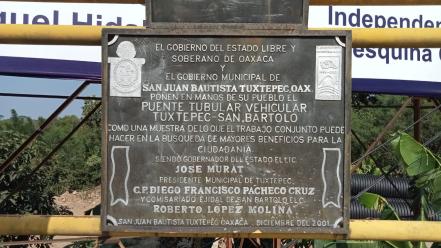 guel Hida
Independen
esquina d
EL GOBIERNO DEL ESTADO LIBRE Y
SOBERANO DE OAXACA
Y
EL GOBIERNO MUNICIPAL DE
SAN JUAN BAUTISTA TUXTEPEC, OAX.
PONEN EN MANOS DE SU PUEBLO EL
PUENTE TUBULAR VEHICULAR
TUXTEPEC-SAN, BARTOLO
COMO UNA MUESTRA DE LO QUE EL TRABAJO CONJUNTO PUEDE
HACER EN LA BUSQUEDA DE MAYORES BENEFICIOS PARA LA
CIUDADANIA
SIENDO GOBERNADOR DEL ESTADO EL LIC.
JOSE MURAT
PRESIDENTE MUNICIPAL DE TUXTEPEC
C.P. DIEGO FRANCISCO PACHECO CRUZ
Y COMISARIADO EJIDAL DE SAN BARTOLO EL C.
ROBERTO LOPEZ MOLINA
SAN JUAN BAUTISTA TUXTEPEC OAXACA DICIEMBRE DEL 2001